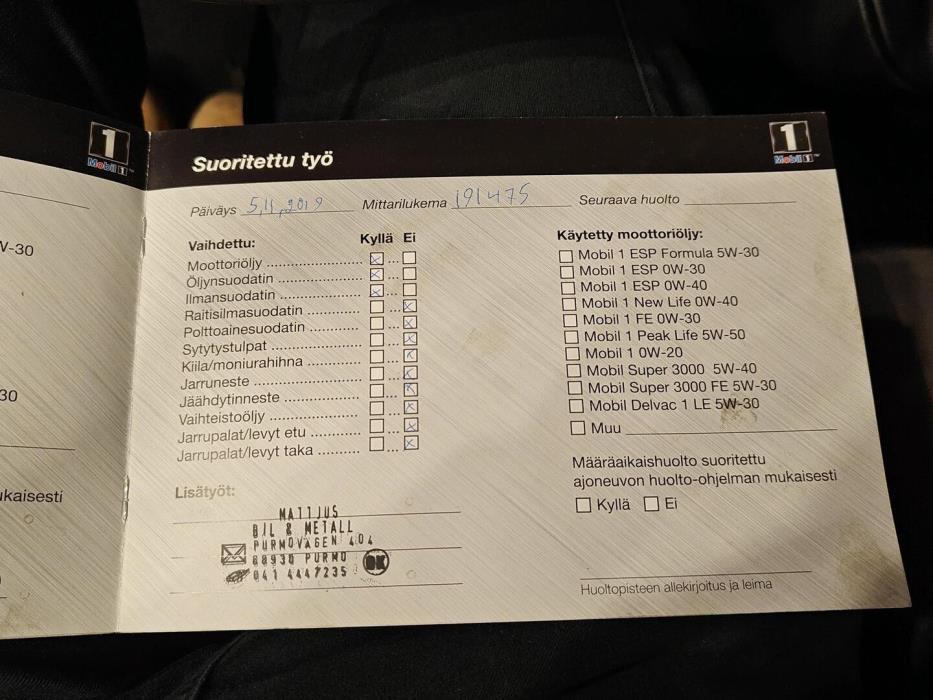 1
Mobil 1™
V-30
30
ukaisesti
Suoritettu työ
1
Mobil 1™
Päiväys 5.11.2019 Mittarilukema 191475 Seuraava huolto
Vaihdettu: Kyllä Ei
Moottoriöljy
Öljynsuodatin
Ilmansuodatin
Raitisilmasuodatin
Polttoainesuodatin
Sytytystulpat
Kiila/moniurahihna
Jarruneste
Jäähdytinneste
Vaihteistoöljy
Jarrupalat/levyt etu
Jarrupalat/levyt taka
Lisätyöt:
MATTJUS
BIL & METALL
PURMOVÄGEN 404
68930 PURMO
041 4447235
OK
Käytetty moottoriöljy:
Mobil 1 ESP Formula 5W-30
Mobil 1 ESP 0W-30
Mobil 1 ESP 0W-40
Mobil 1 New Life 0W-40
Mobil 1 FE 0W-30
Mobil 1 Peak Life 5W-50
Mobil 1 0W-20
Mobil Super 3000 5W-40
Mobil Super 3000 FE 5W-30
Mobil Delvac 1 LE 5W-30
Muu
Määräaikaishuolto suoritettu
ajoneuvon huolto-ohjelman mukaisesti
Kyllä Ei
Huoltopisteen allekirjoitus ja leima